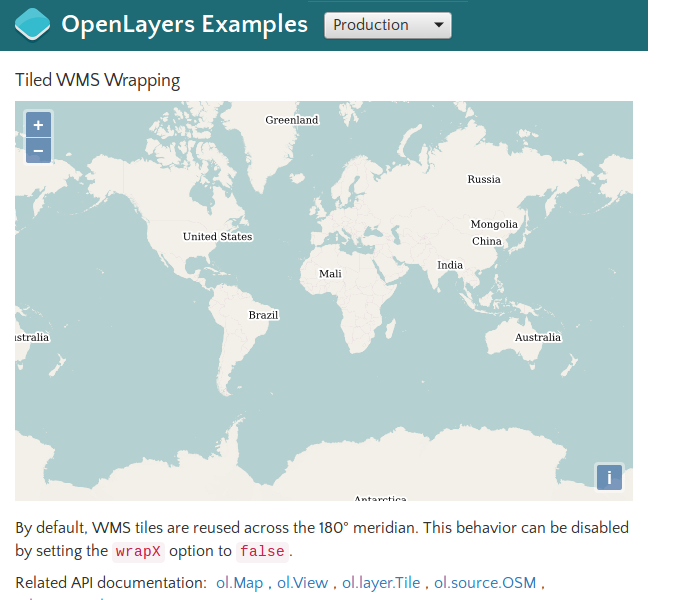 OpenLayers Examples
Production
Tiled WMS Wrapping
+
−
Greenland
Russia
United States
Mongolia
China
India
Mali
Brazil
stralia
Australia
Antarctica
i
By default, WMS tiles are reused across the 180° meridian. This behavior can be disabled
by setting the wrapX option to false.
Related API documentation: ol.Map , ol.View , ol.layer.Tile , ol.source.OSM ,